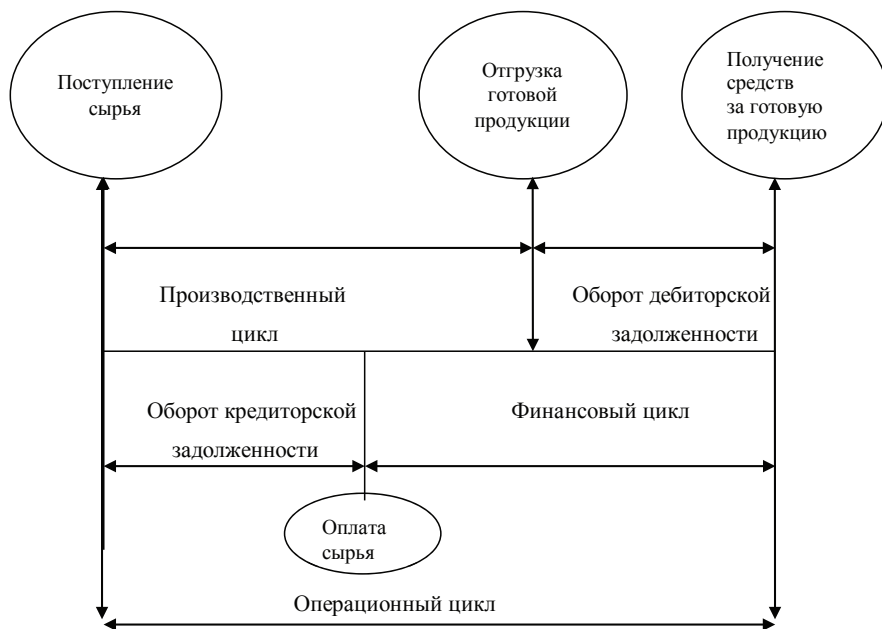 Поступление
сырья
Отгрузка
готовой
продукции
Получение
средств
за готовую
продукцию
Производственный
цикл
Оборот дебиторской
задолженности
Оборот кредиторской
задолженности
Финансовый цикл
Оплата
сырья
Операционный цикл